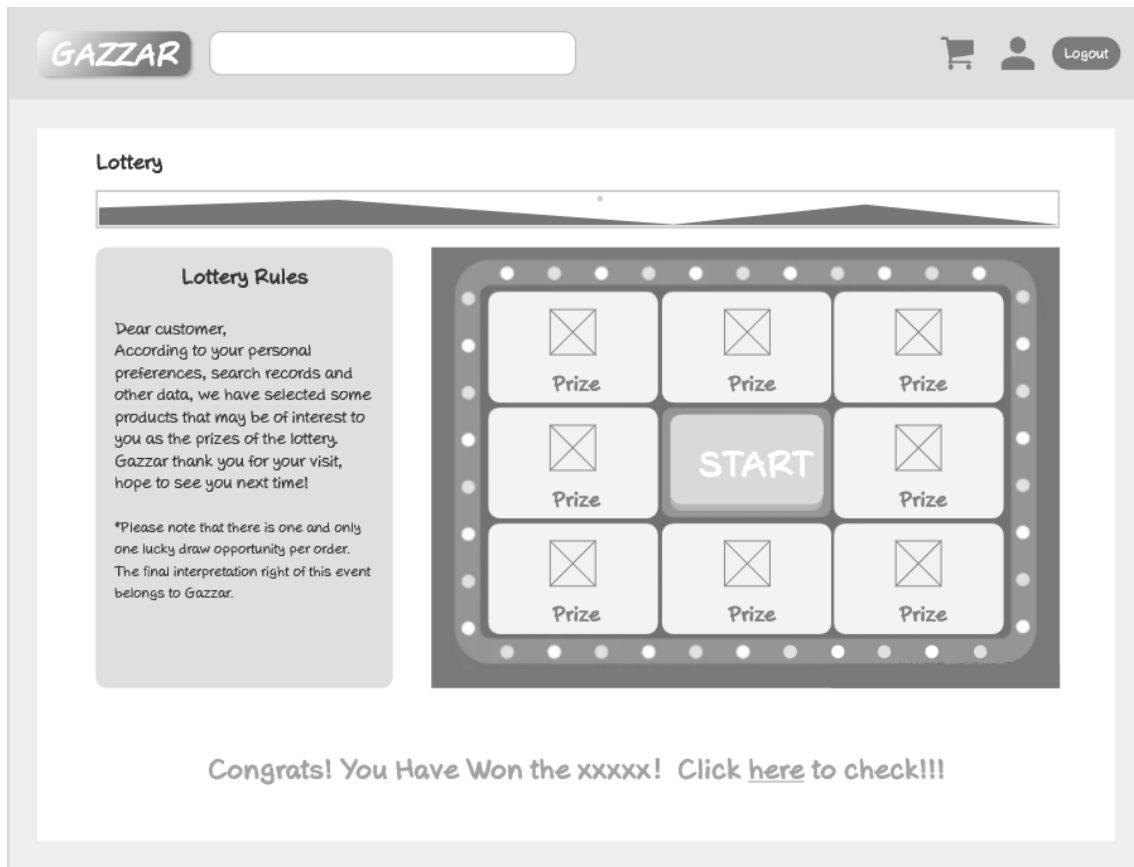 GAZZAR
Logout
Lottery
Lottery Rules
Dear customer,
According to your personal
preferences, search records and
other data, we have selected some
products that may be of interest to
you as the prizes of the lottery.
Gazzar thank you for your visit,
hope to see you next time!
*Please note that there is one and only
one lucky draw opportunity per order.
The final interpretation right of this event
belongs to Gazzar.
Prize
Prize
Prize
Prize
START
Prize
Prize
Prize
Prize
Congrats! You Have Won the xxxxx! Click here to check!!!